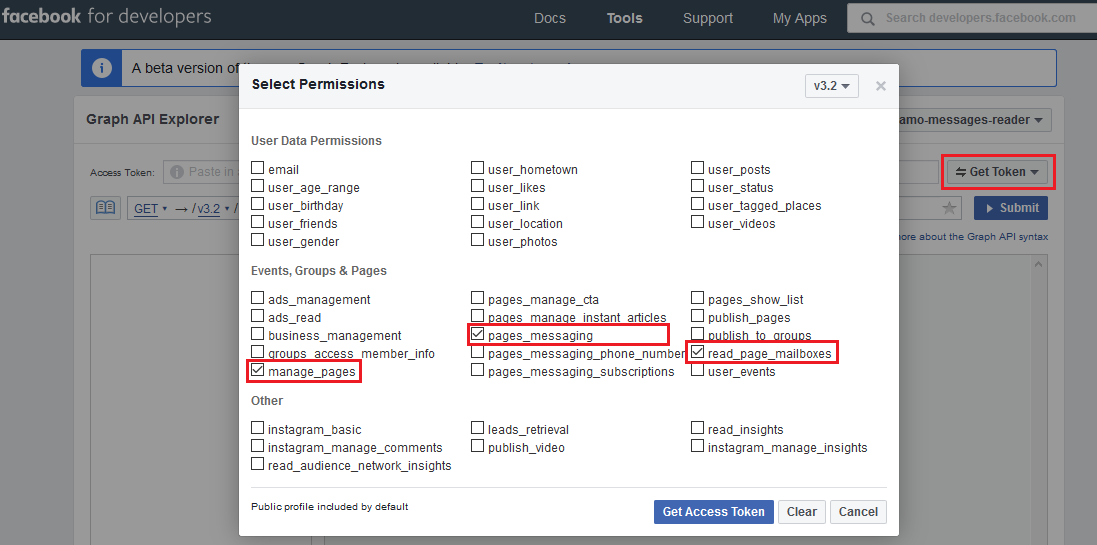 facebook for developers Docs Tools Support My Apps Search developers.facebook.com
A beta version of
Select Permissions v3.2
Graph API Explorer amo-messages-reader
User Data Permissions
Access Token: Paste in Get Token
email user_hometown user_posts
user_age_range user_likes user_status
user_birthday user_link user_tagged_places
GET → / v3.2 / Submit
user_friends user_location user_videos
user_gender user_photos
ore about the Graph API syntax
Events, Groups & Pages
ads_management pages_manage_cta pages_show_list
ads_read pages_manage_instant_articles publish_pages
business_management pages_messaging publish_to_groups
groups_access_member_info pages_messaging_phone_number read_page_mailboxes
manage_pages pages_messaging_subscriptions user_events
Other
instagram_basic leads_retrieval read_insights
instagram_manage_comments publish_video instagram_manage_insights
read_audience_network_insights
Public profile included by default Get Access Token Clear Cancel